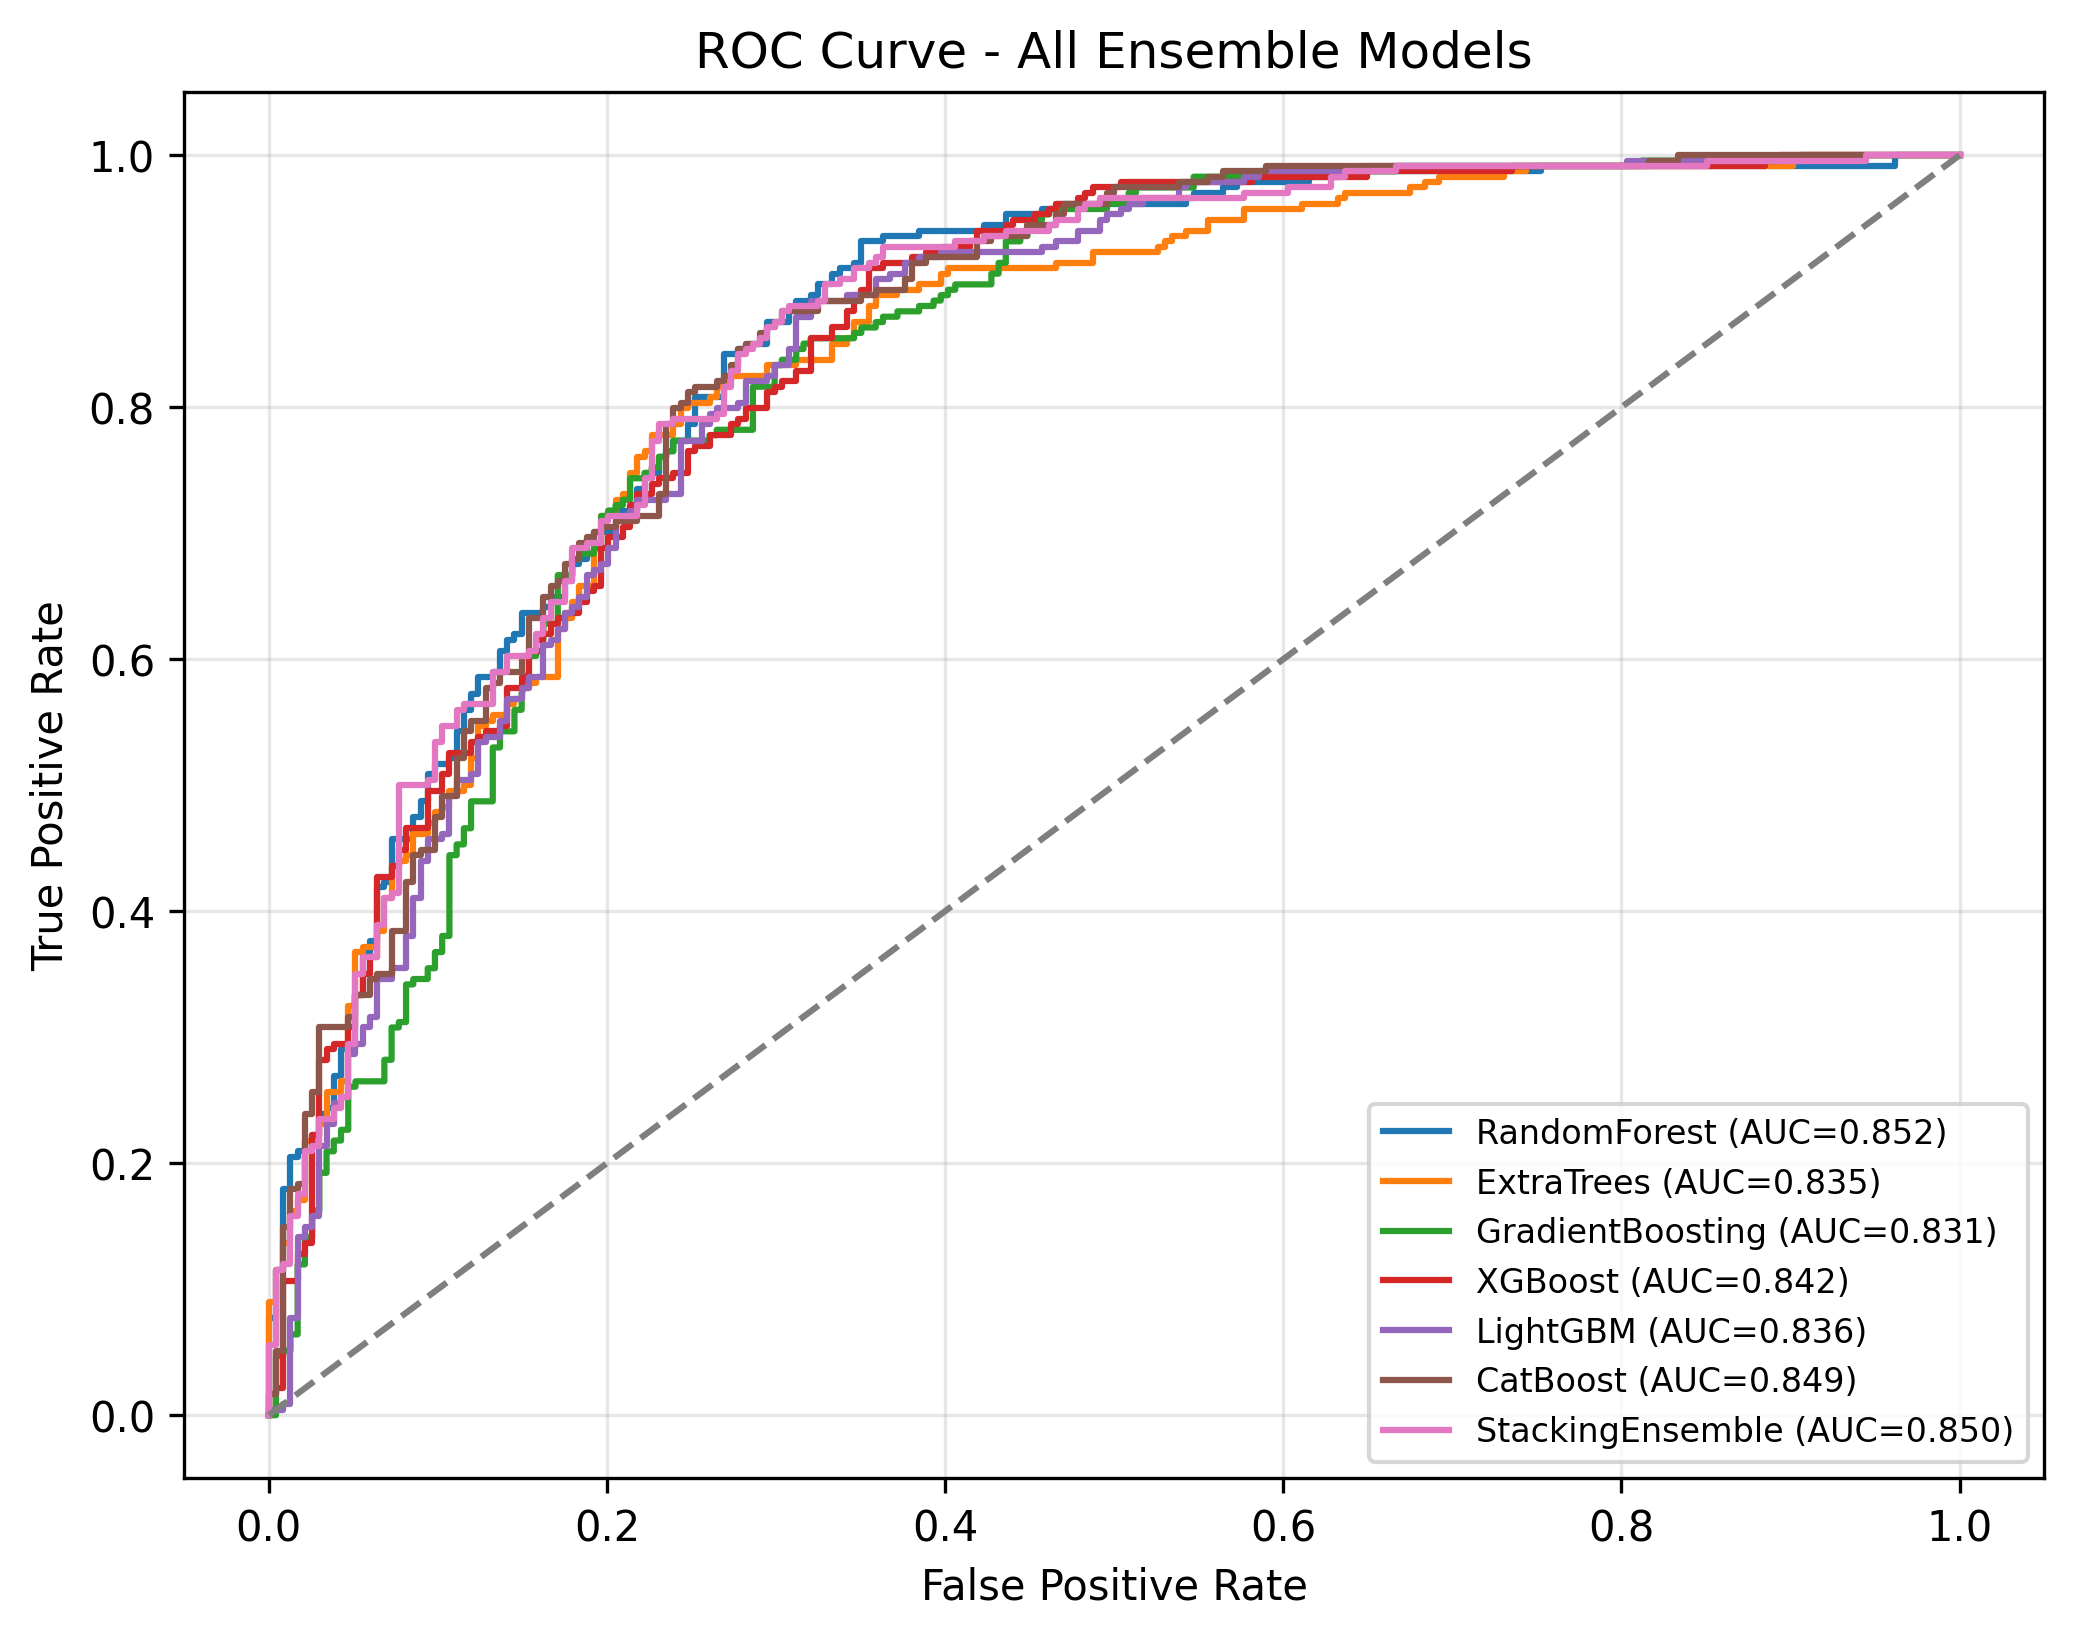 ROC Curve - All Ensemble Models
True Positive Rate
1.0
0.8
0.6
0.4
0.2
0.0
RandomForest (AUC=0.852)
ExtraTrees (AUC=0.835)
GradientBoosting (AUC=0.831)
XGBoost (AUC=0.842)
LightGBM (AUC=0.836)
CatBoost (AUC=0.849)
StackingEnsemble (AUC=0.850)
0.0 0.2 0.4 0.6 0.8 1.0
False Positive Rate